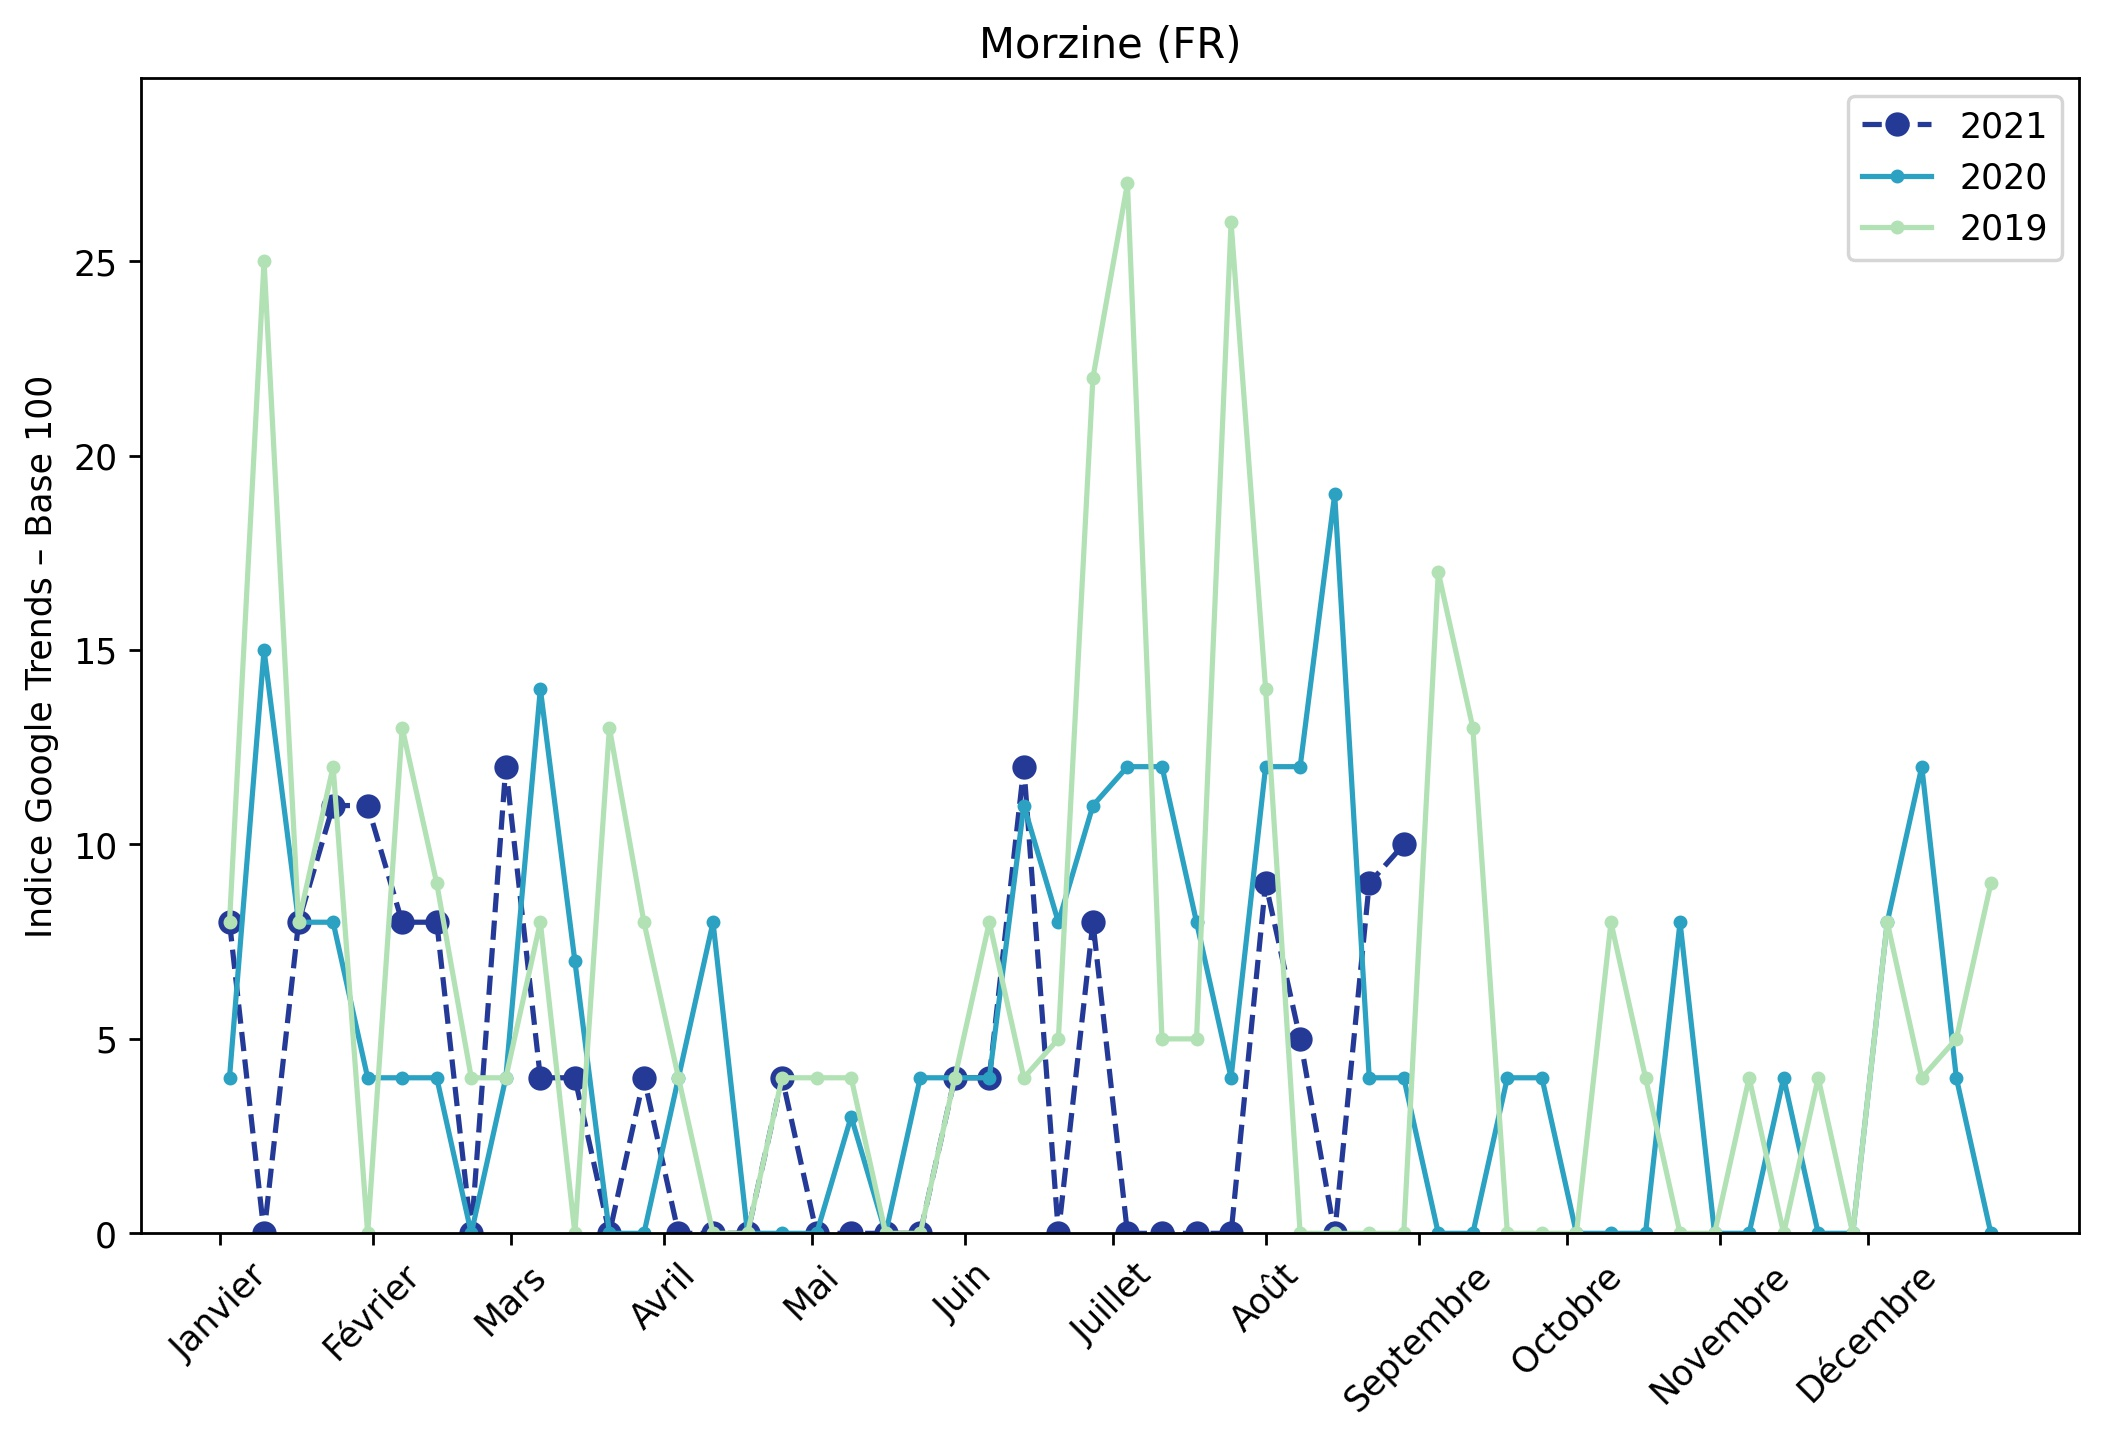 Morzine (FR)
2021
2020
2019
Indice Google Trends – Base 100
25
20
15
10
5
0
Janvier
Février
Mars
Avril
Mai
Juin
Juillet
Août
Septembre
Octobre
Novembre
Décembre